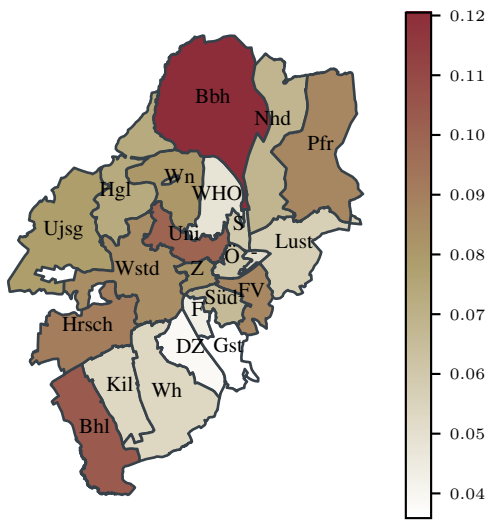 Bbh
Nhd
Pfr
Wn
Hgl
WHO
Ujsg
Uni
S
Lust
Wstd
Z
O
Süd
FV
F
Hrsch
DZ
Gst
Kil
Wh
Bhl
0.12
0.11
0.10
0.09
0.08
0.07
0.06
0.05
0.04